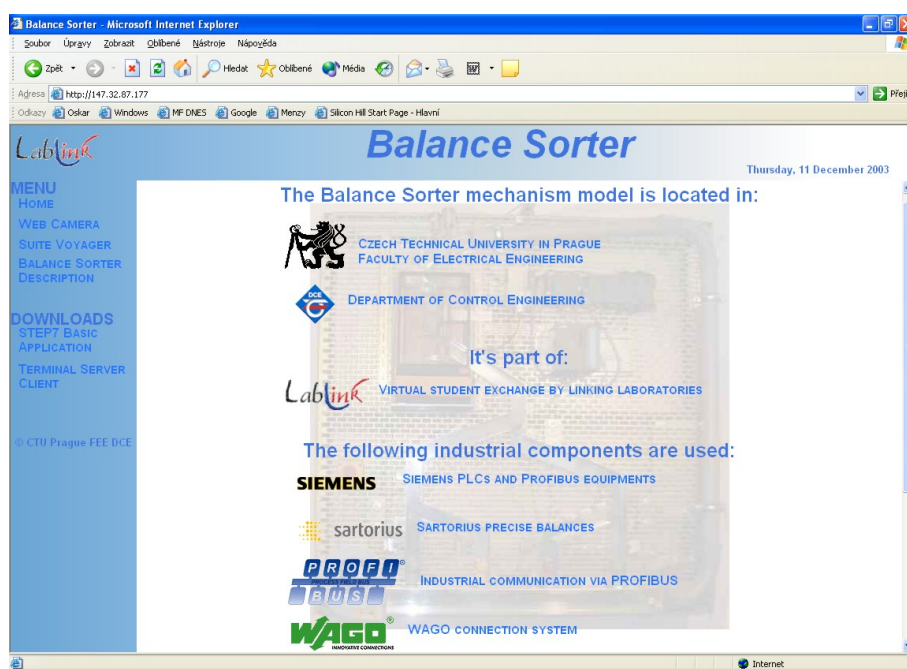 Balance Sorter - Microsoft Internet Explorer
Soubor Úpravy Zobrazit Oblíbené Nástroje Nápověda
Zpět Hledat Oblíbené Média
Adresa http://147.32.87.177 Přejí
Odkazy Oskar Windows MF DNES Google Menzy Silicon Hill Start Page - Hlavní
Lablink
Balance Sorter
Thursday, 11 December 2003
MENU
HOME
WEB CAMERA
SUITE VOYAGER
BALANCE SORTER
DESCRIPTION
DOWNLOADS
STEP7 BASIC
APPLICATION
TERMINAL SERVER
CLIENT
© CTU Prague FEE DCE
The Balance Sorter mechanism model is located in:
CZECH TECHNICAL UNIVERSITY IN PRAGUE
FACULTY OF ELECTRICAL ENGINEERING
DCE
DEPARTMENT OF CONTROL ENGINEERING
It's part of:
Lablink VIRTUAL STUDENT EXCHANGE BY LINKING LABORATORIES
The following industrial components are used:
SIEMENS SIEMENS PLCS AND PROFIBUS EQUIPMENTS
sartorius SARTORIUS PRECISE BALANCES
PROFI®
PROCESS FIELD BUS
BUS
INDUSTRIAL COMMUNICATION VIA PROFIBUS
WAGO® WAGO CONNECTION SYSTEM
INNOVATIVE CONNECTIONS
Internet